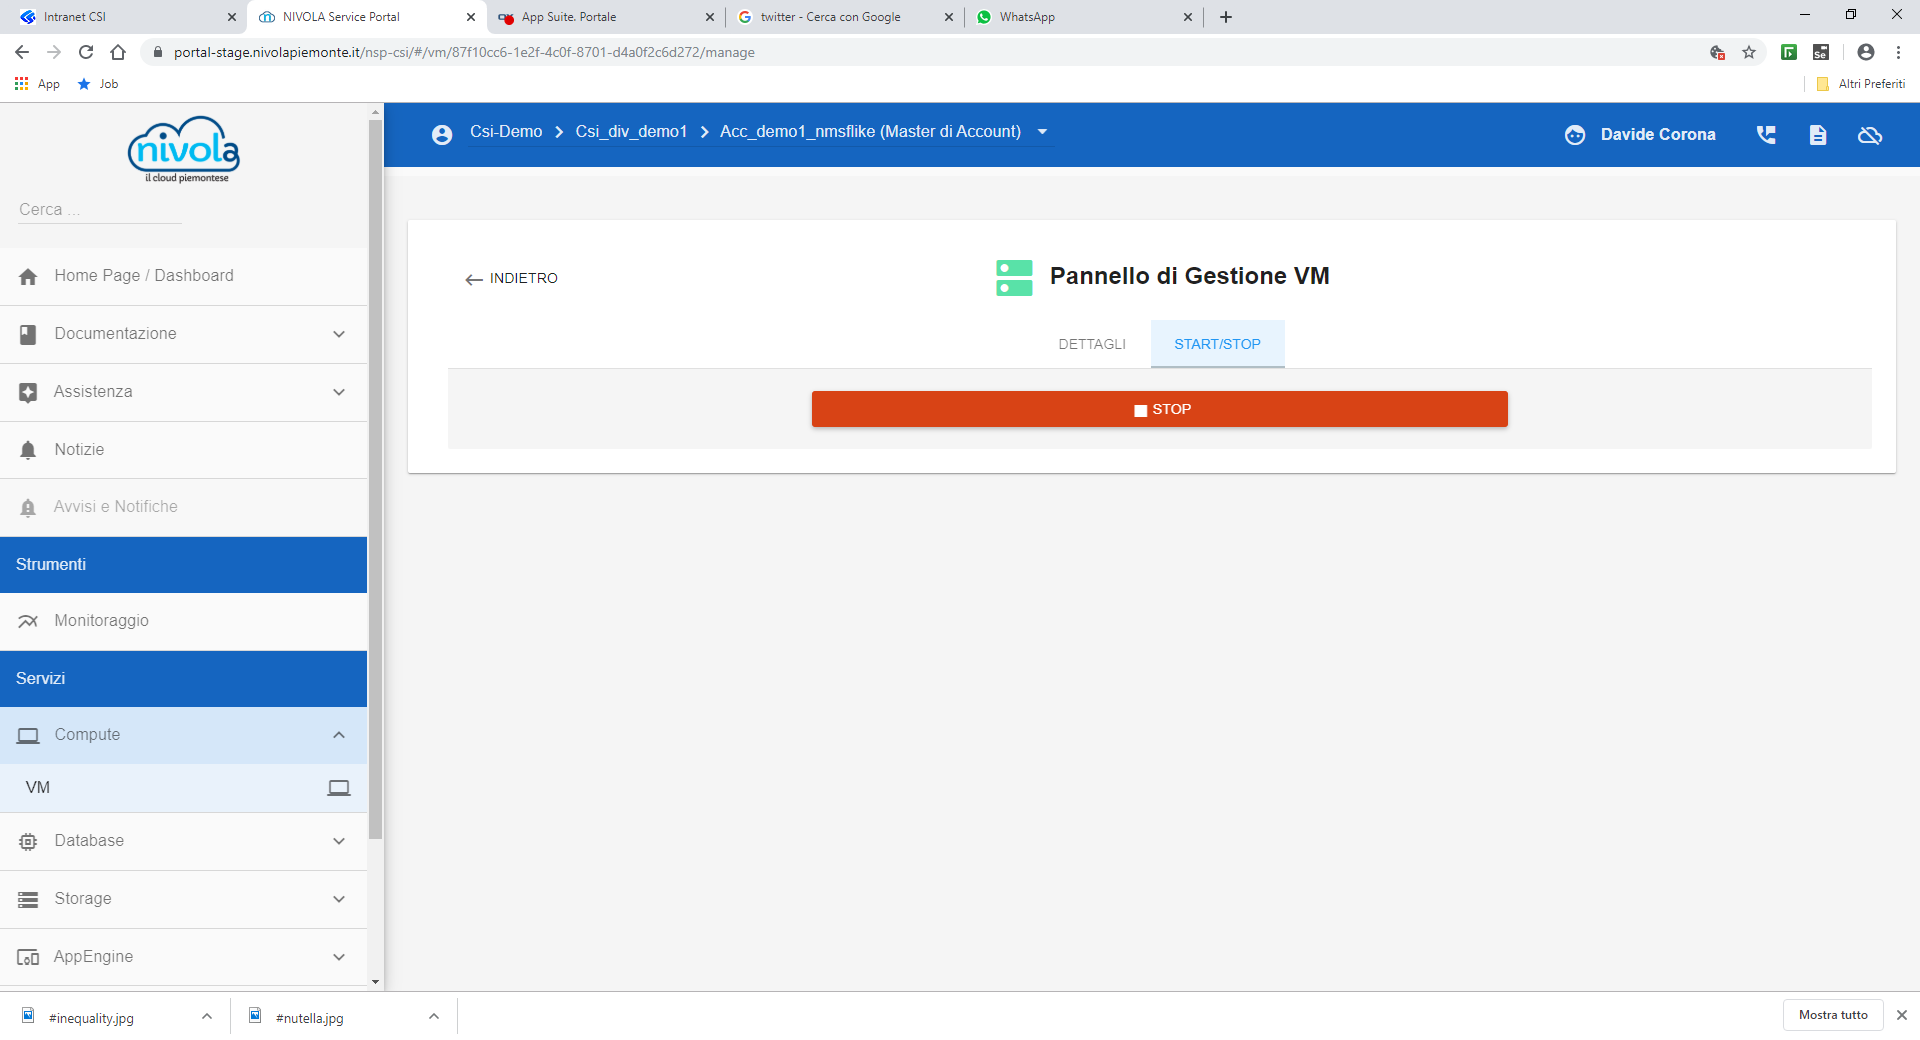 Intranet CSI
NIVOLA Service Portal
App Suite. Portale
twitter - Cerca con Google
WhatsApp
portal-stage.nivolapiemonte.it/nsp-csi/#/vm/87f10cc6-1e2f-4c0f-8701-d4a0f2c6d272/manage
App
Job
Altri Preferiti
nivola
il cloud piemontese
Csi-Demo
Csi_div_demo1
Acc_demo1_nmsflike (Master di Account)
Davide Corona
Cerca ...
INDIETRO
Pannello di Gestione VM
DETTAGLI
START/STOP
STOP
Home Page / Dashboard
Documentazione
Assistenza
Notizie
Avvisi e Notifiche
Strumenti
Monitoraggio
Servizi
Compute
VM
Database
Storage
AppEngine
#inequality.jpg
#nutella.jpg
Mostra tutto